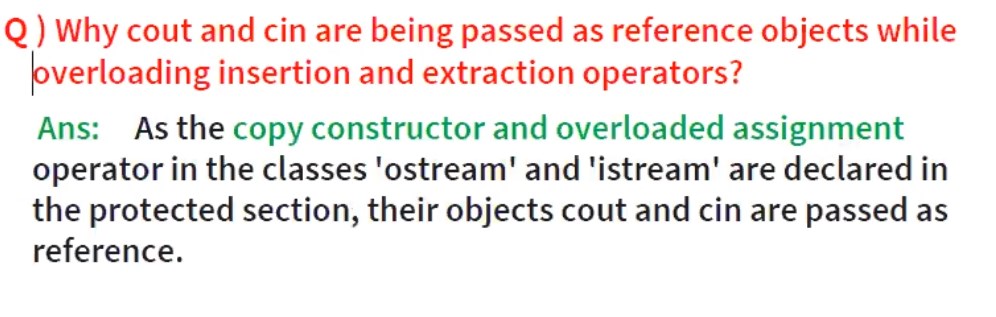 Q ) Why cout and cin are being passed as reference objects while
overloading insertion and extraction operators?
Ans: As the copy constructor and overloaded assignment
operator in the classes 'ostream' and 'istream' are declared in
the protected section, their objects cout and cin are passed as
reference.